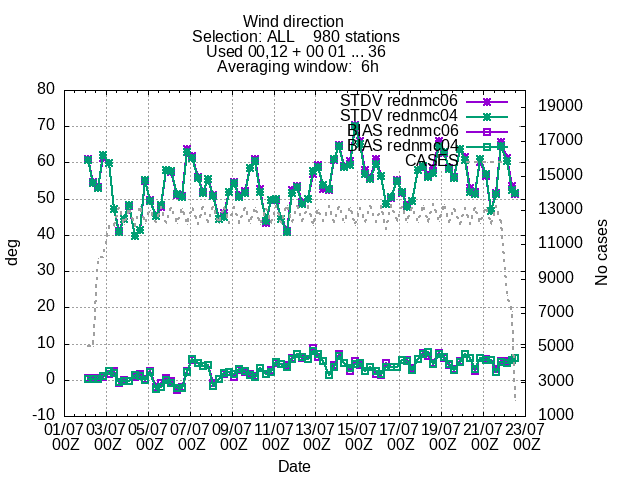 Wind direction
Selection: ALL    980 stations
Used 00,12 + 00 01 ... 36
Averaging window:  6h
STDV rednmc06
STDV rednmc04
BIAS rednmc06
BIAS rednmc04
CASES
80
70
60
50
40
30
20
10
0
-10
deg
19000
17000
15000
13000
11000
9000
7000
5000
3000
1000
No cases
01/07 03/07 05/07 07/07 09/07 11/07 13/07 15/07 17/07 19/07 21/07 23/07
00Z 00Z 00Z 00Z 00Z 00Z 00Z 00Z 00Z 00Z 00Z 00Z
Date